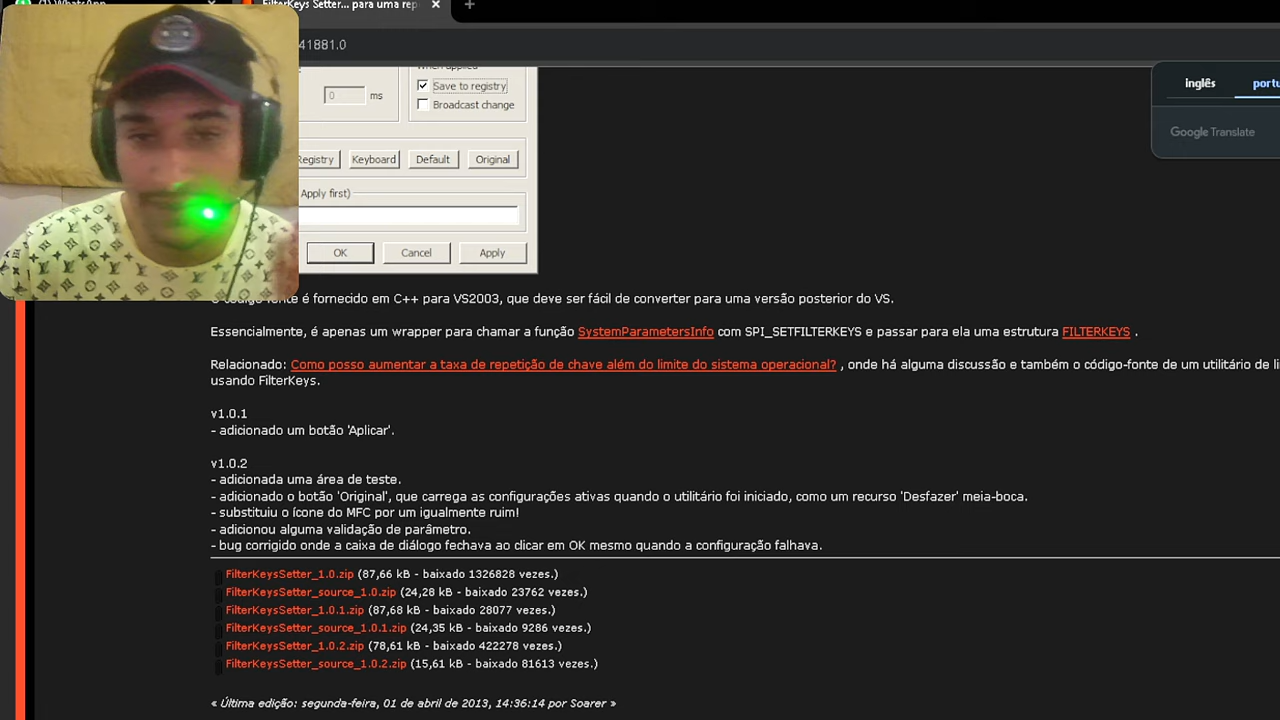 (1) WhatsApp
FilterKeys Setter... para uma rep
41881.0
When applied
0 ms
Save to registry
Broadcast change
inglês
portu
Google Translate
Registry
Keyboard
Default
Original
Apply first)
OK
Cancel
Apply
é fornecido em C++ para VS2003, que deve ser fácil de converter para uma versão posterior do VS.
Essencialmente, é apenas um wrapper para chamar a função SystemParametersInfo com SPI_SETFILTERKEYS e passar para ela uma estrutura FILTERKEYS .
Relacionado: Como posso aumentar a taxa de repetição de chave além do limite do sistema operacional? , onde há alguma discussão e também o código-fonte de um utilitário de li
usando FilterKeys.
v1.0.1
- adicionado um botão 'Aplicar'.
v1.0.2
- adicionada uma área de teste.
- adicionado o botão 'Original', que carrega as configurações ativas quando o utilitário foi iniciado, como um recurso 'Desfazer' meia-boca.
- substituiu o ícone do MFC por um igualmente ruim!
- adicionou alguma validação de parâmetro.
- bug corrigido onde a caixa de diálogo fechava ao clicar em OK mesmo quando a configuração falhava.
FilterKeysSetter_1.0.zip (87,66 kB - baixado 1326828 vezes.)
FilterKeysSetter_source_1.0.zip (24,28 kB - baixado 23762 vezes.)
FilterKeysSetter_1.0.1.zip (87,68 kB - baixado 28077 vezes.)
FilterKeysSetter_source_1.0.1.zip (24,35 kB - baixado 9286 vezes.)
FilterKeysSetter_1.0.2.zip (78,61 kB - baixado 422278 vezes.)
FilterKeysSetter_source_1.0.2.zip (15,61 kB - baixado 81613 vezes.)
« Última edição: segunda-feira, 01 de abril de 2013, 14:36:14 por Soarer »